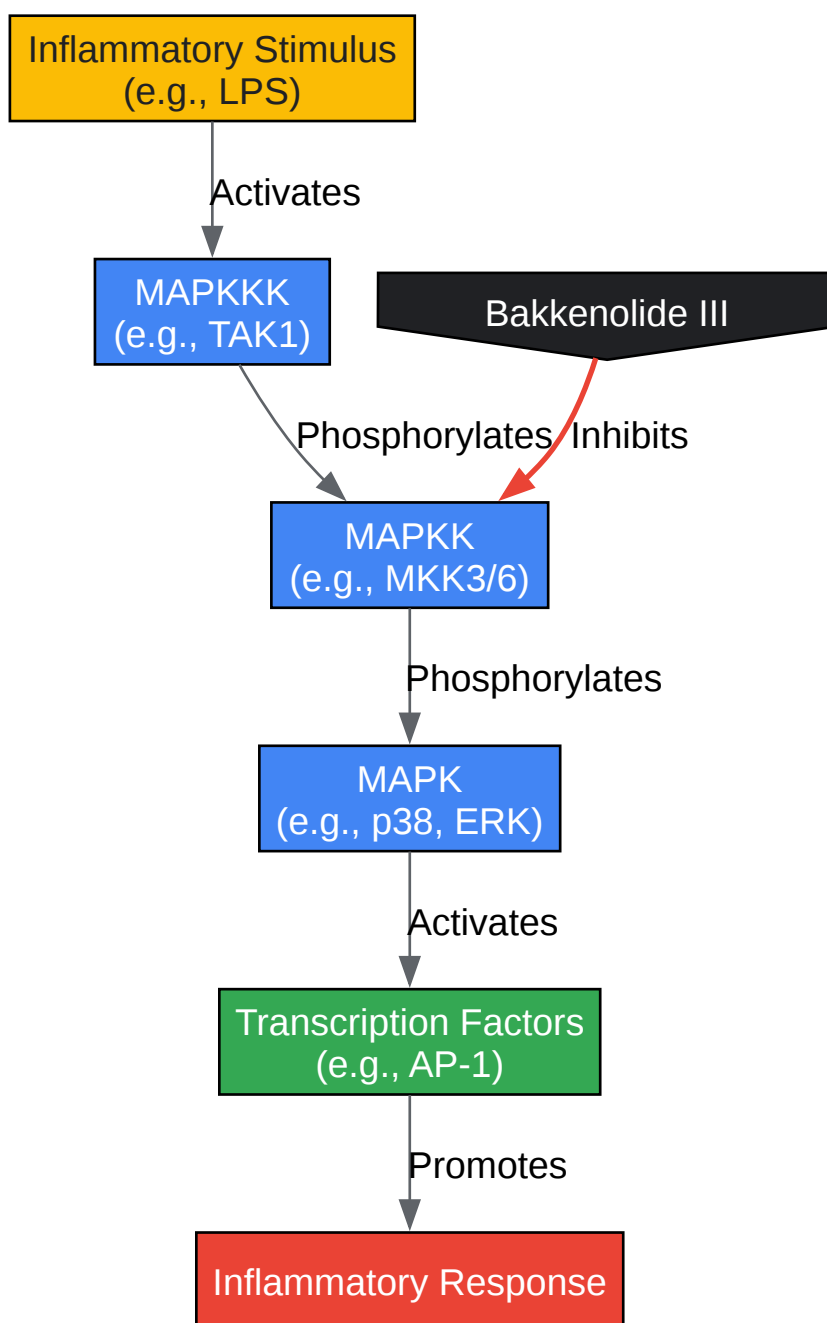 Inflammatory Stimulus
(e.g., LPS)
Activates
MAPKKK
(e.g., TAK1)
Bakkenolide III
Phosphorylates
Inhibits
MAPKK
(e.g., MKK3/6)
Phosphorylates
MAPK
(e.g., p38, ERK)
Activates
Transcription Factors
(e.g., AP-1)
Promotes
Inflammatory Response